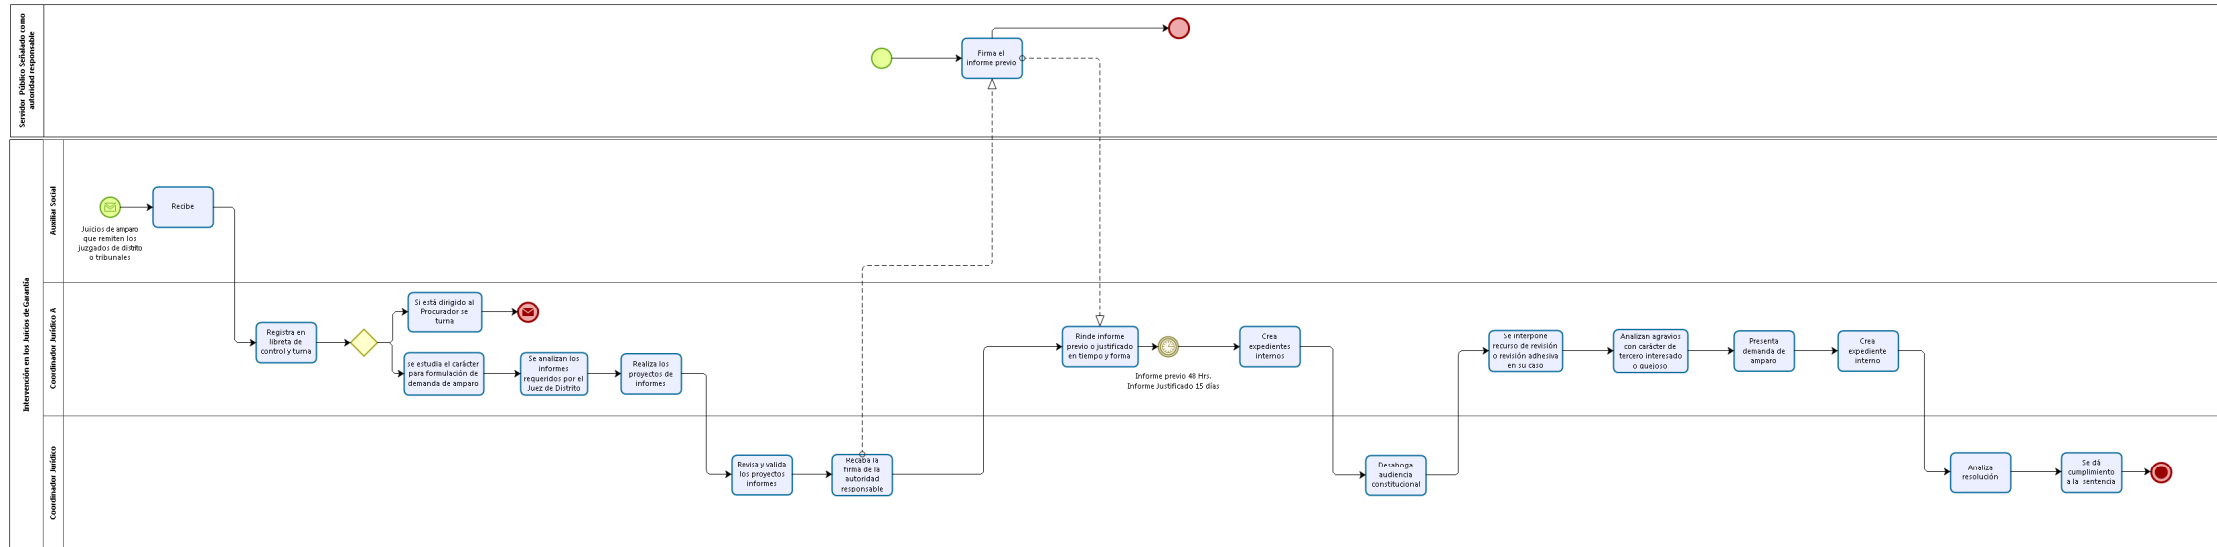 Servidor Público Señalado como
autoridad responsable
Firma el
informe previo
Intervención en los Juicios de Garantía
Auxiliar Social
Juicios de amparo
que remiten los
juzgados de distrito
o tribunales
Recibe
Coordinador Jurídico A
Registra en
libreta de
control y turna
Si está dirigido al
Procurador se
turna
se estudia el carácter
para formulación de
demanda de amparo
Se analizan los
informes
requeridos por el
Juez de Distrito
Realiza los
proyectos de
informes
Rinde informe
previo o justificado
en tiempo y forma
Informe previo 48 Hrs.
Informe Justificado 15 días
Crea
expedientes
internos
Se interpone
recurso de revisión
o revisión adhesiva
en su caso
Analizan agravios
con carácter de
tercero interesado
o quejoso
Presenta
demanda de
amparo
Crea
expediente
interno
Coordinador Jurídico
Revisa y valida
los proyectos
informes
Recaba la
firma de la
autoridad
responsable
Desahoga
audiencia
constitucional
Analiza
resolución
Se dá
cumplimiento
a la sentencia